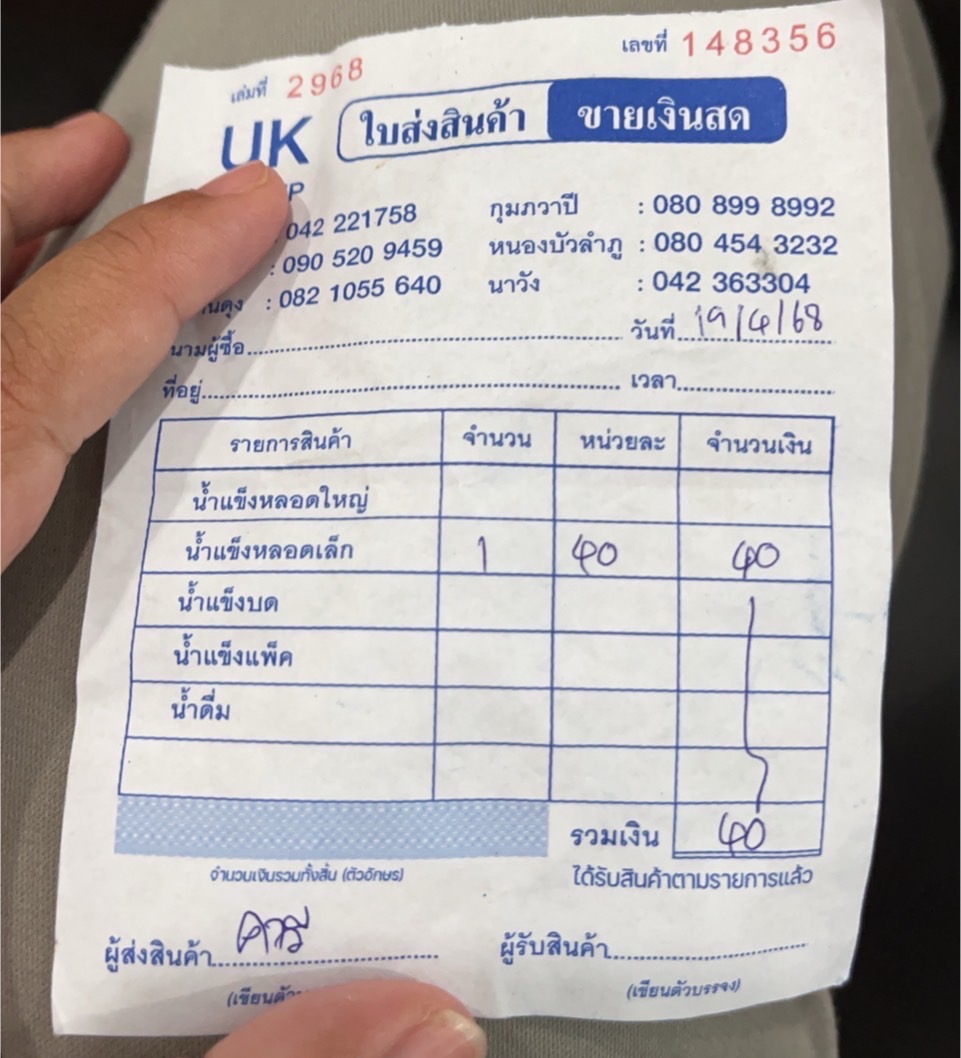 เล่มที่ 2968
เลขที่ 148356
UK
ใบส่งสินค้า ขายเงินสด
: 042 221758 กุมภวาปี : 080 899 8992
: 090 520 9459 หนองบัวลำภู : 080 454 3232
: 082 1055 640 นาวัง : 042 363304
วันที่ 19/4/68
นามผู้ซื้อ
ที่อยู่ เวลา
รายการสินค้า จำนวน หน่วยละ จำนวนเงิน
น้ำแข็งหลอดใหญ่
น้ำแข็งหลอดเล็ก 1 40 40
น้ำแข็งบด
น้ำแข็งแพ็ค
น้ำดื่ม
รวมเงิน 40
จำนวนเงินรวมทั้งสิ้น (ตัวอักษร) ได้รับสินค้าตามรายการแล้ว
ผู้ส่งสินค้า ผู้รับสินค้า
(เขียนตัวบรรจง)